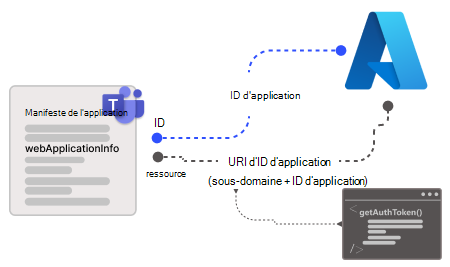 ID d'application
Manifeste de l'application
T
webApplicationInfo
ID
ressource
URI d'ID d'application
(sous-domaine + ID d'application)
< getAuthToken()
/>